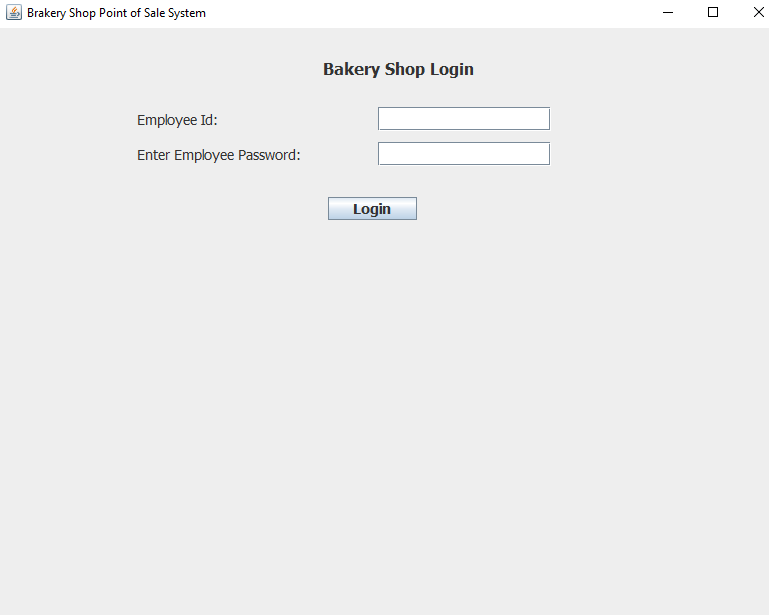 Brakery Shop Point of Sale System
Bakery Shop Login
Employee Id:
Enter Employee Password:
Login